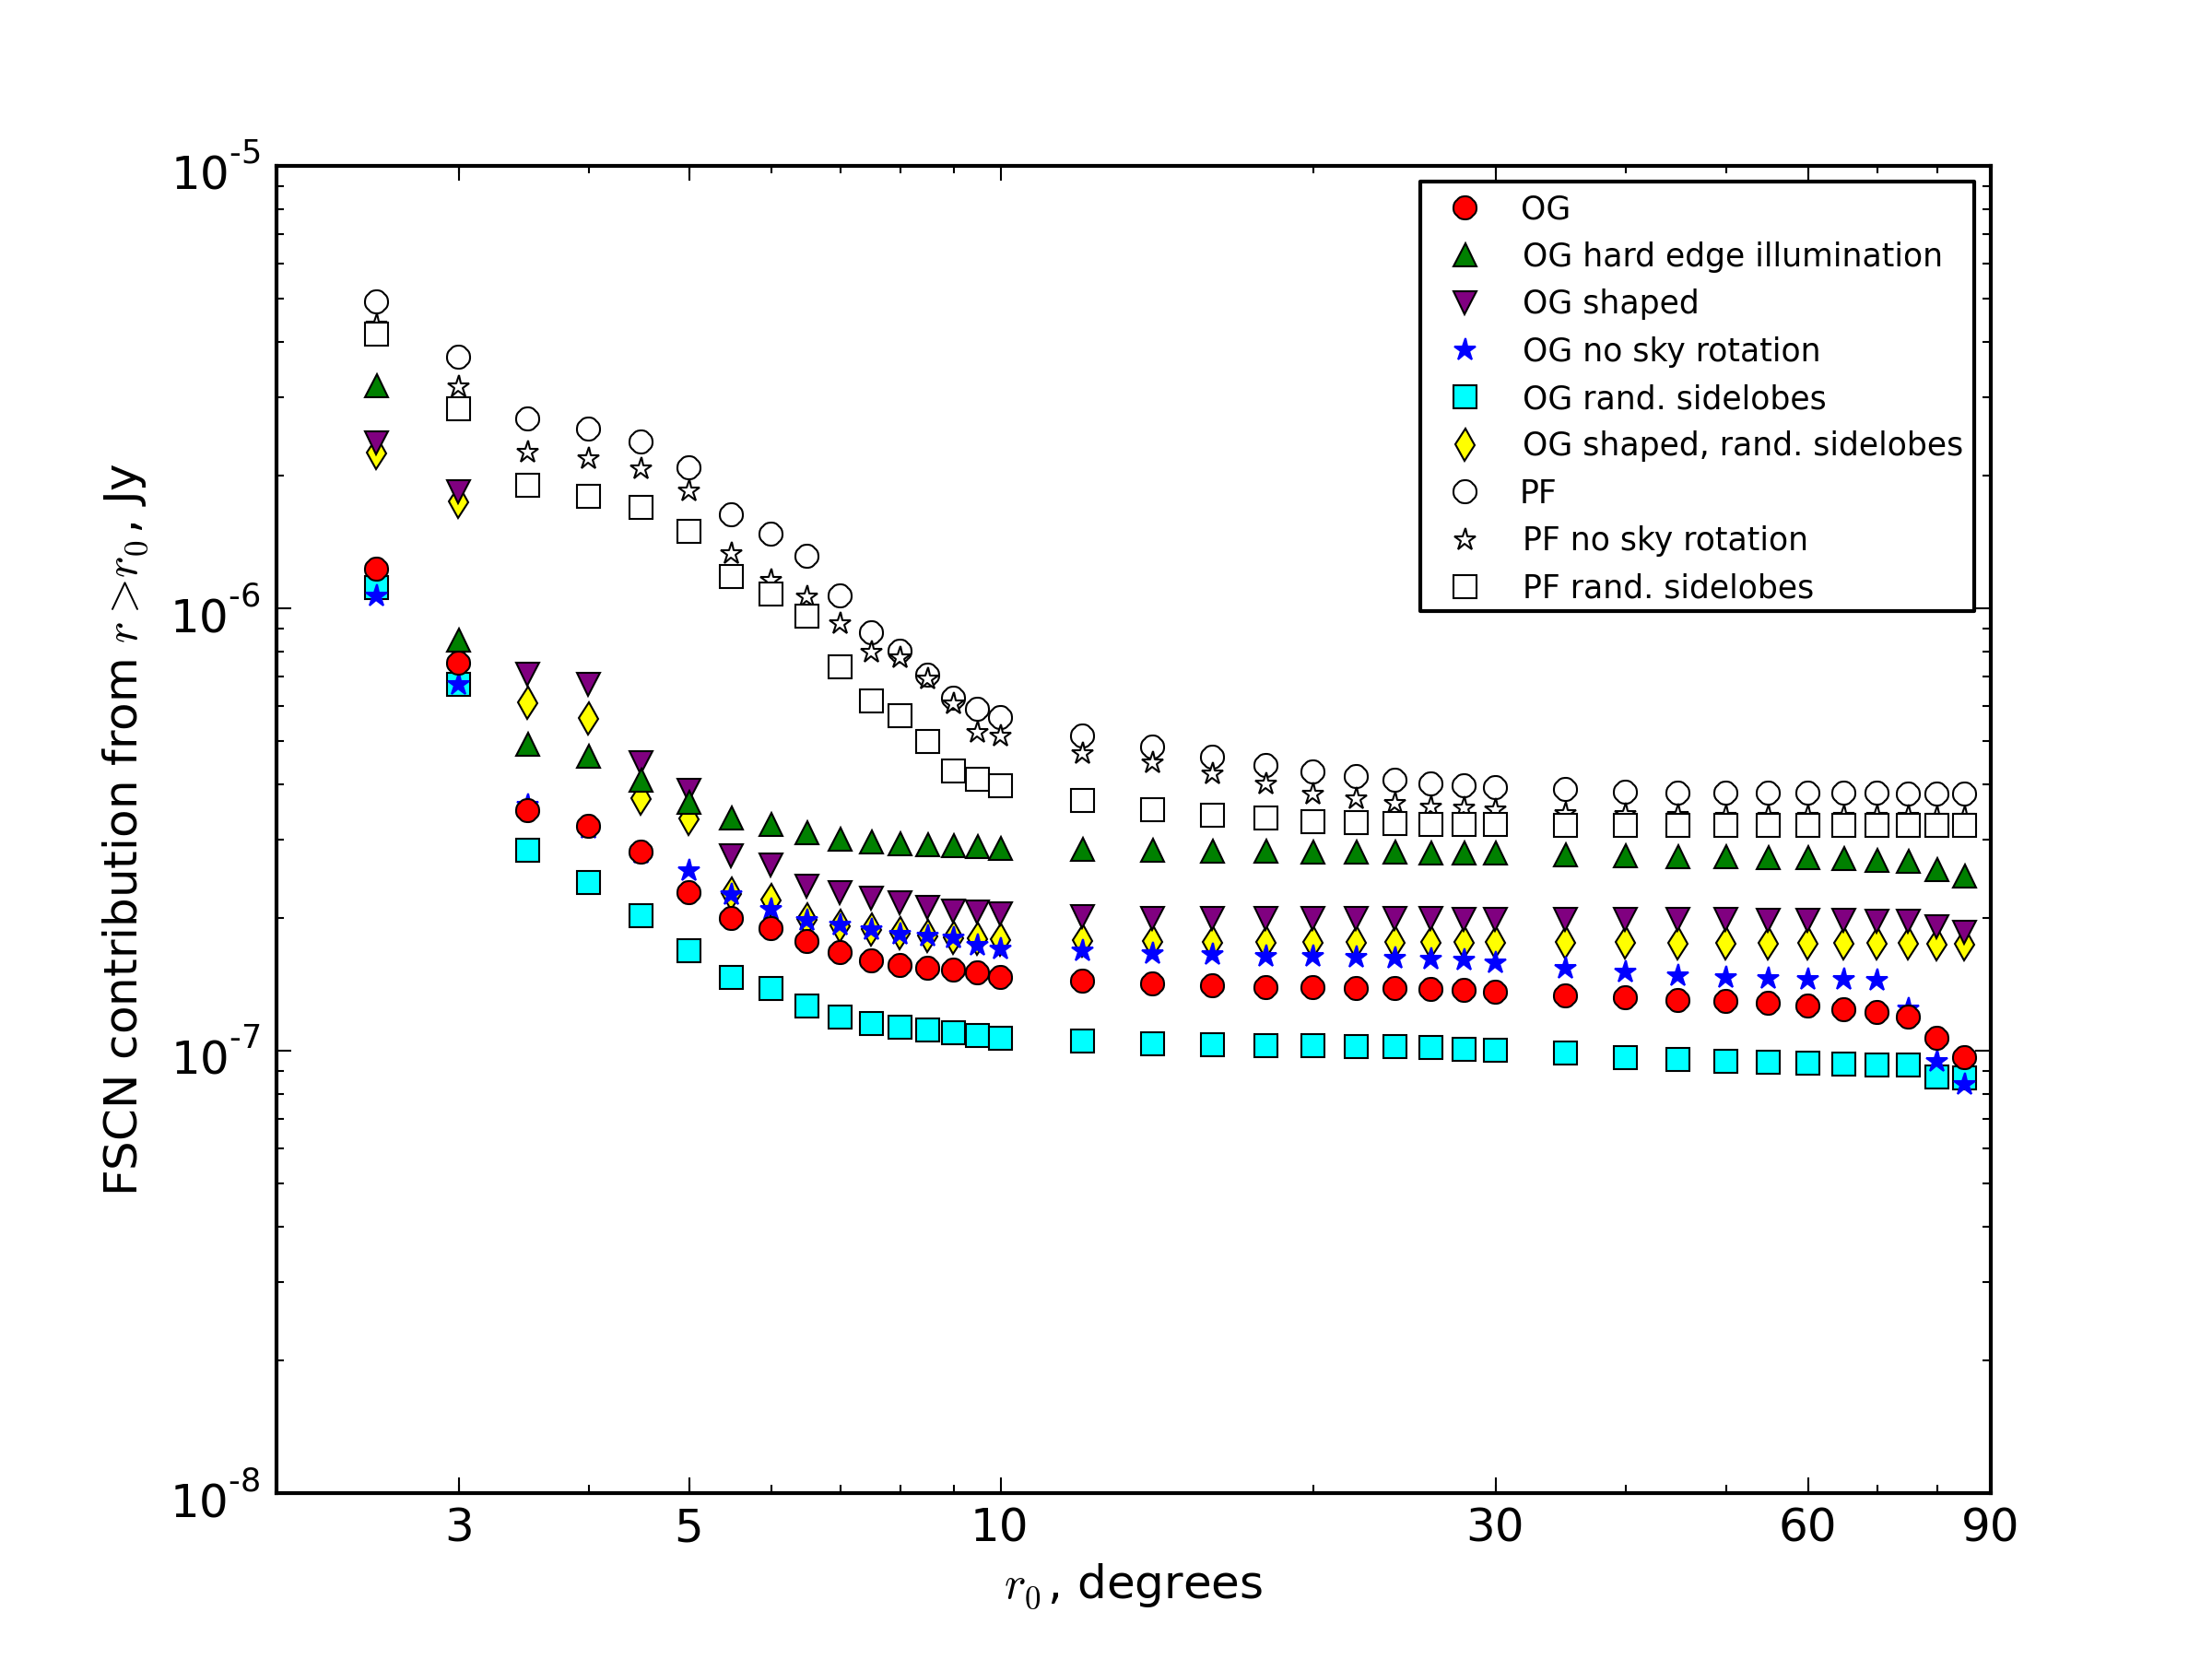 10-5
10-6
10-7
10-8
FSCN contribution from r>r0, Jy
OG
OG hard edge illumination
OG shaped
OG no sky rotation
OG rand. sidelobes
OG shaped, rand. sidelobes
PF
PF no sky rotation
PF rand. sidelobes
3 5 10 30 60 90
r0, degrees